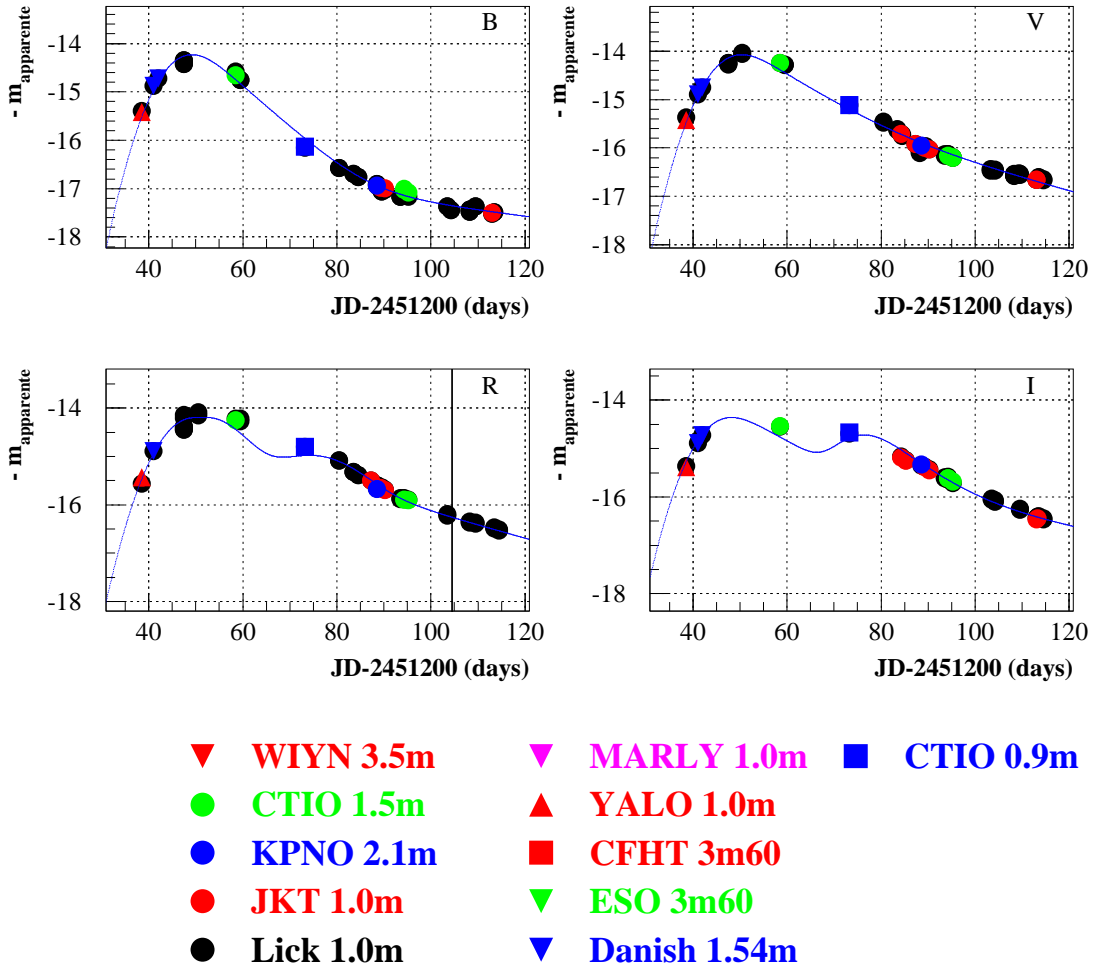 B
- m_apparente
-14
-15
-16
-17
-18
40 60 80 100 120
JD-2451200 (days)
V
- m_apparente
-14
-15
-16
-17
-18
40 60 80 100 120
JD-2451200 (days)
R
- m_apparente
-14
-16
-18
40 60 80 100 120
JD-2451200 (days)
I
- m_apparente
-14
-16
-18
40 60 80 100 120
JD-2451200 (days)
WIYN 3.5m
CTIO 1.5m
KPNO 2.1m
JKT 1.0m
Lick 1.0m
MARLY 1.0m
YALO 1.0m
CFHT 3m60
ESO 3m60
Danish 1.54m
CTIO 0.9m